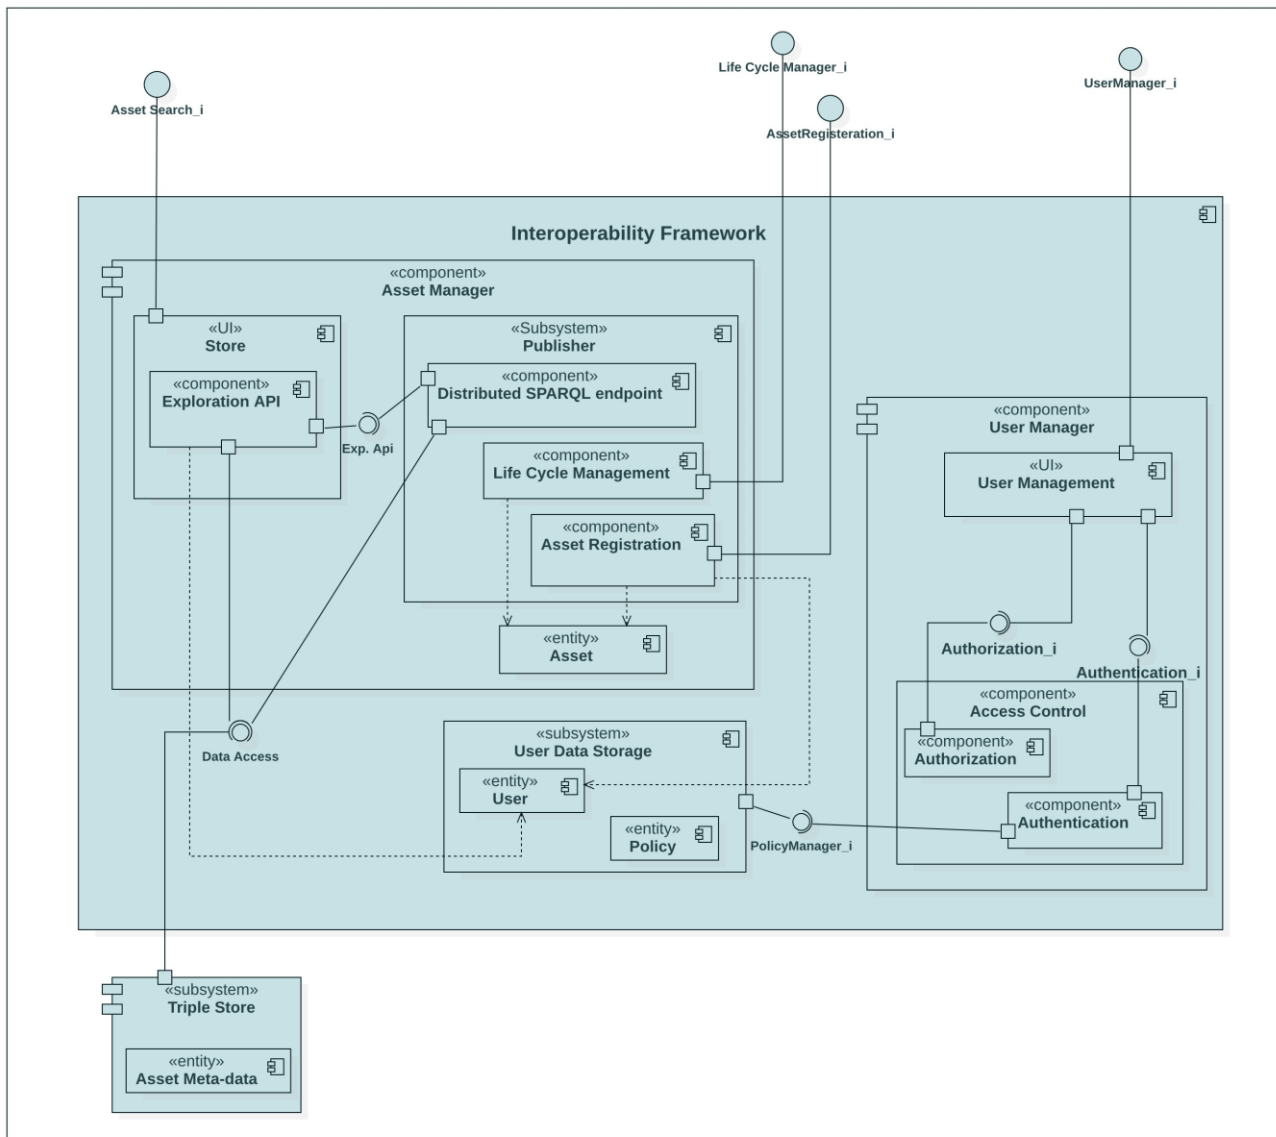 Life Cycle Manager_i
UserManager_i
Asset Search_i
AssetRegisteration_i
Interoperability Framework
«component»
Asset Manager
«UI»
Store
«component»
Exploration API
Exp. Api
«Subsystem»
Publisher
«component»
Distributed SPARQL endpoint
«component»
Life Cycle Management
«component»
Asset Registration
«entity»
Asset
«component»
User Manager
«UI»
User Management
Authorization_i
Authentication_i
«component»
Access Control
«component»
Authorization
«component»
Authentication
Data Access
«subsystem»
User Data Storage
«entity»
User
«entity»
Policy
PolicyManager_i
«subsystem»
Triple Store
«entity»
Asset Meta-data